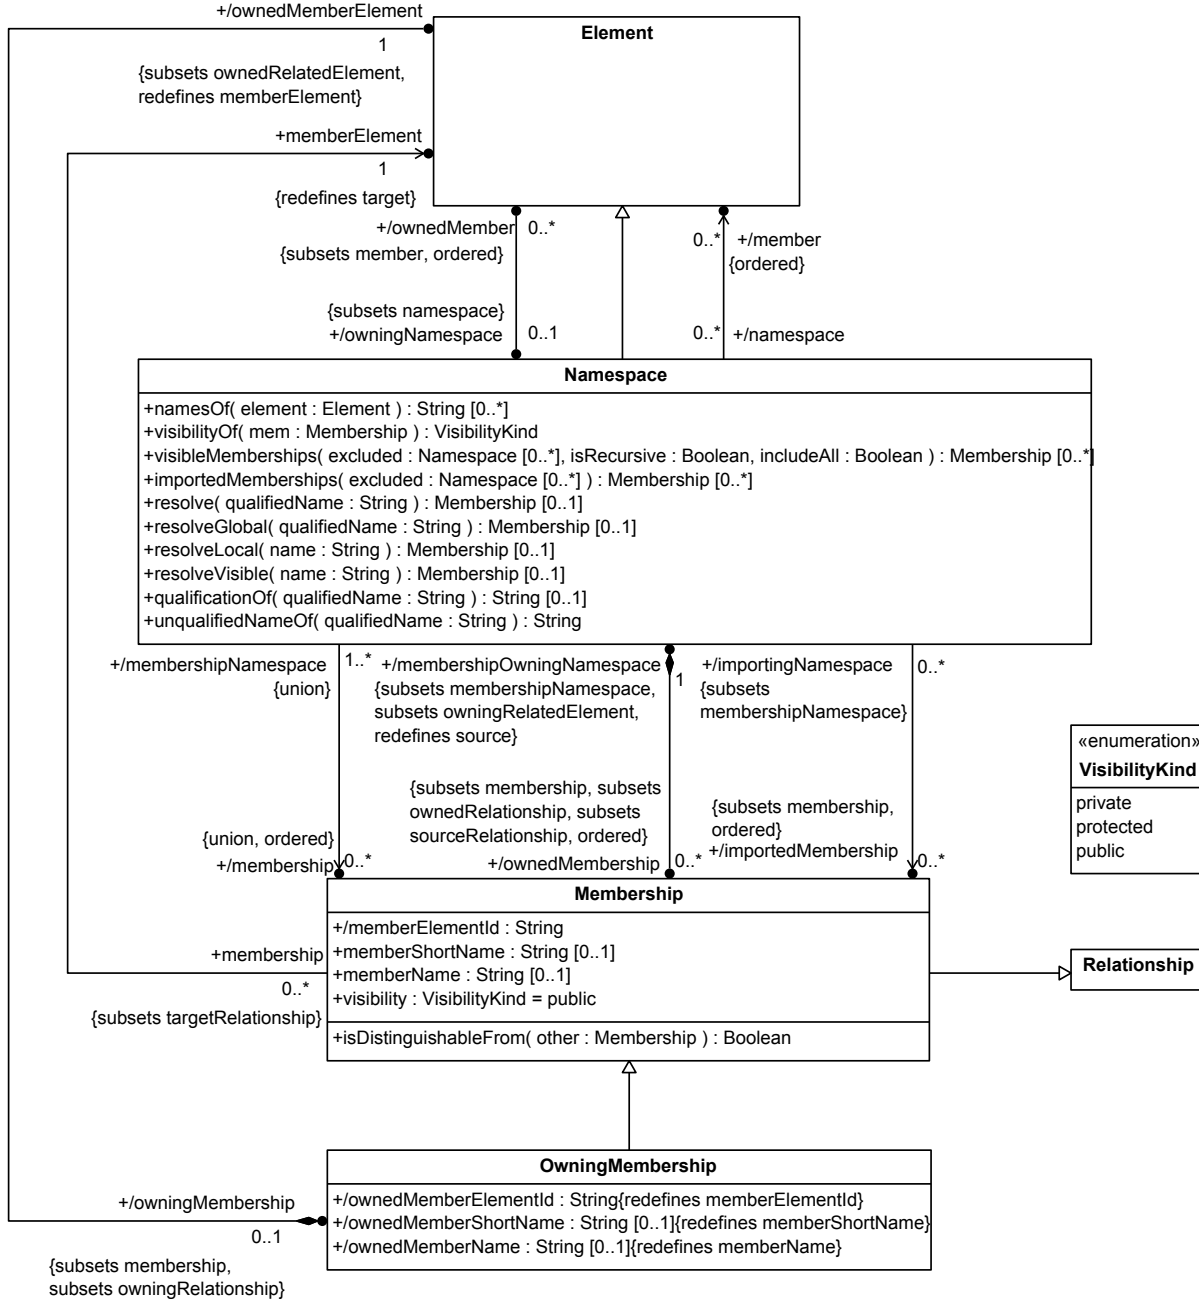 +/ownedMemberElement
1
{subsets ownedRelatedElement,
redefines memberElement}
Element
+memberElement
1
{redefines target}
+/ownedMember 0..*
{subsets member, ordered}
0..* +/member
{ordered}
{subsets namespace}
+/owningNamespace 0..1
0..* +/namespace
Namespace
+namesOf( element : Element ) : String [0..*]
+visibilityOf( mem : Membership ) : VisibilityKind
+visibleMemberships( excluded : Namespace [0..*], isRecursive : Boolean, includeAll : Boolean ) : Membership [0..*]
+importedMemberships( excluded : Namespace [0..*] ) : Membership [0..*]
+resolve( qualifiedName : String ) : Membership [0..1]
+resolveGlobal( qualifiedName : String ) : Membership [0..1]
+resolveLocal( name : String ) : Membership [0..1]
+resolveVisible( name : String ) : Membership [0..1]
+qualificationOf( qualifiedName : String ) : String [0..1]
+unqualifiedNameOf( qualifiedName : String ) : String
+/membershipNamespace 1..*
{union}
+/membershipOwningNamespace
1
{subsets membershipNamespace,
subsets owningRelatedElement,
redefines source}
+/importingNamespace 0..*
{subsets
membershipNamespace}
«enumeration»
VisibilityKind
private
protected
public
{union, ordered}
+/membership 0..*
{subsets membership, subsets
ownedRelationship, subsets
sourceRelationship, ordered}
+/ownedMembership 0..*
{subsets membership,
ordered}
+/importedMembership 0..*
Membership
+/memberElementId : String
+memberShortName : String [0..1]
+memberName : String [0..1]
+visibility : VisibilityKind = public
+isDistinguishableFrom( other : Membership ) : Boolean
+membership
0..*
{subsets targetRelationship}
Relationship
OwningMembership
+/ownedMemberElementId : String{redefines memberElementId}
+/ownedMemberShortName : String [0..1]{redefines memberShortName}
+/ownedMemberName : String [0..1]{redefines memberName}
+/owningMembership
0..1
{subsets membership,
subsets owningRelationship}